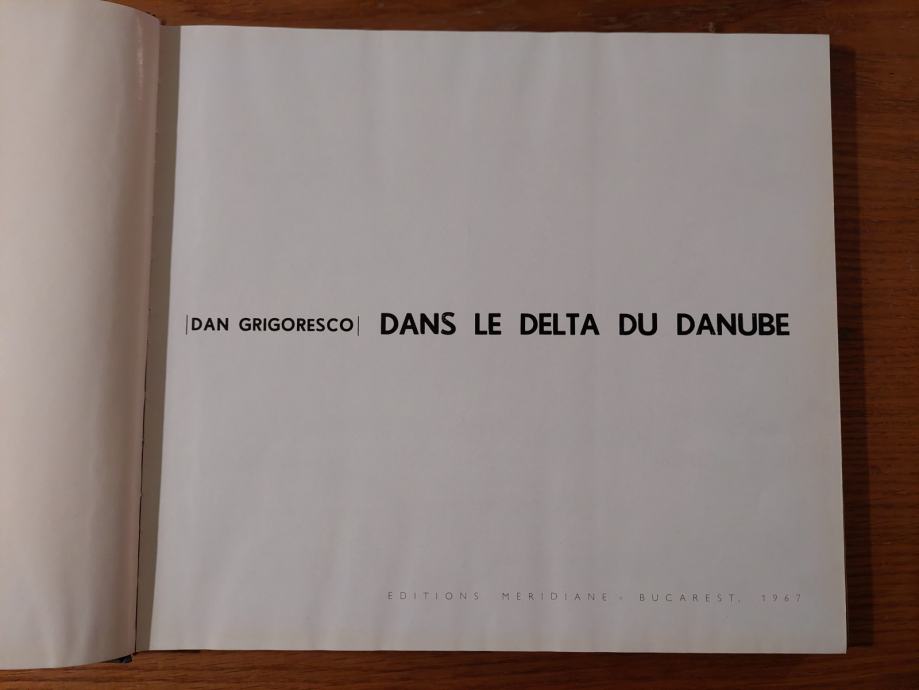 |DAN GRIGORESCO| DANS LE DELTA DU DANUBE
EDITIONS MERIDIANE - BUCAREST, 1967